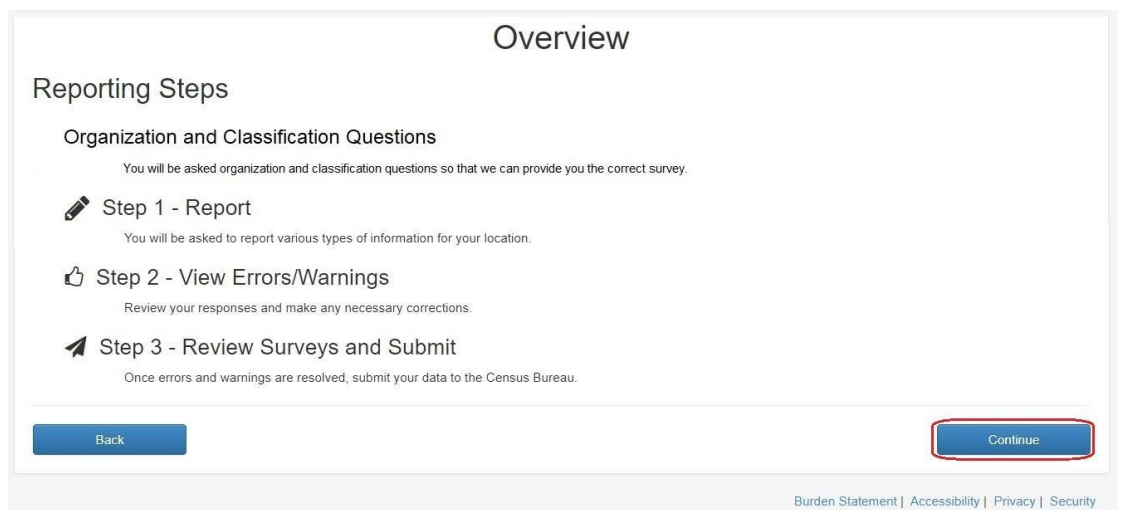 Overview
Reporting Steps
Organization and Classification Questions
You will be asked organization and classification questions so that we can provide you the correct survey.
Step 1 - Report
You will be asked to report various types of information for your location.
Step 2 - View Errors/Warnings
Review your responses and make any necessary corrections.
Step 3 - Review Surveys and Submit
Once errors and warnings are resolved, submit your data to the Census Bureau.
Back Continue
Burden Statement | Accessibility | Privacy | Security